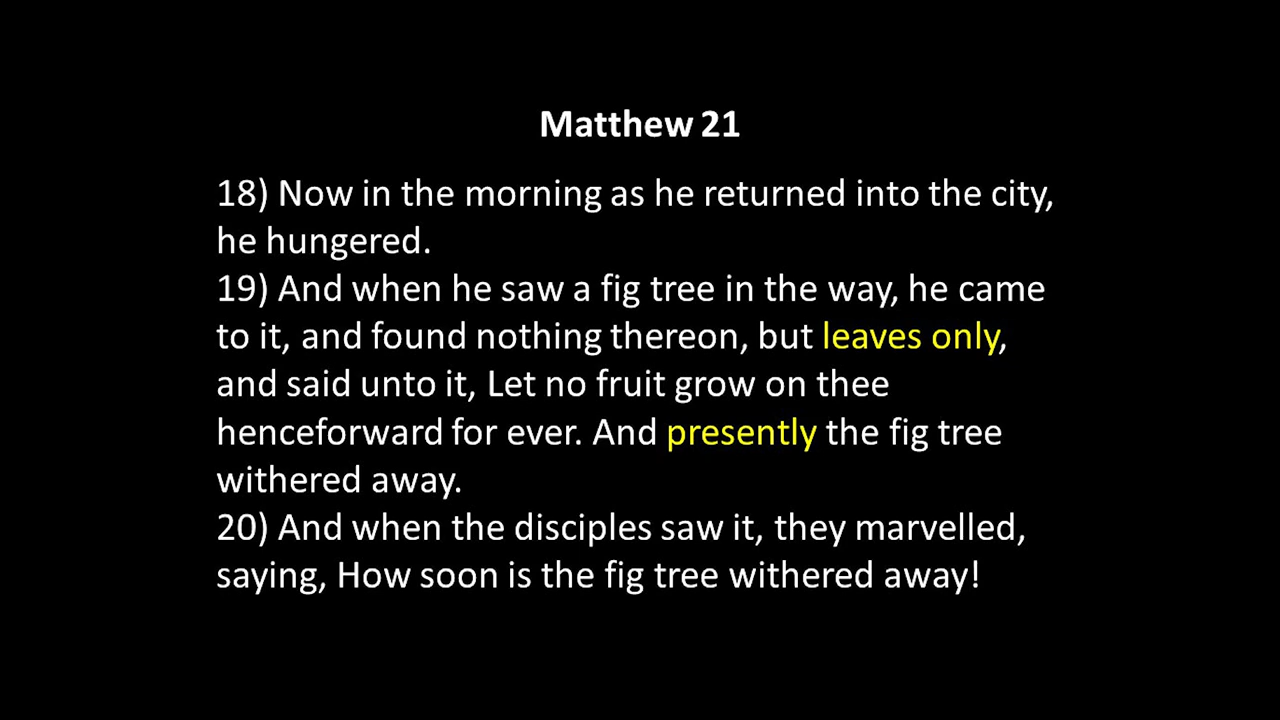 Matthew 21
18) Now in the morning as he returned into the city,
he hungered.
19) And when he saw a fig tree in the way, he came
to it, and found nothing thereon, but leaves only,
and said unto it, Let no fruit grow on thee
henceforward for ever. And presently the fig tree
withered away.
20) And when the disciples saw it, they marvelled,
saying, How soon is the fig tree withered away!